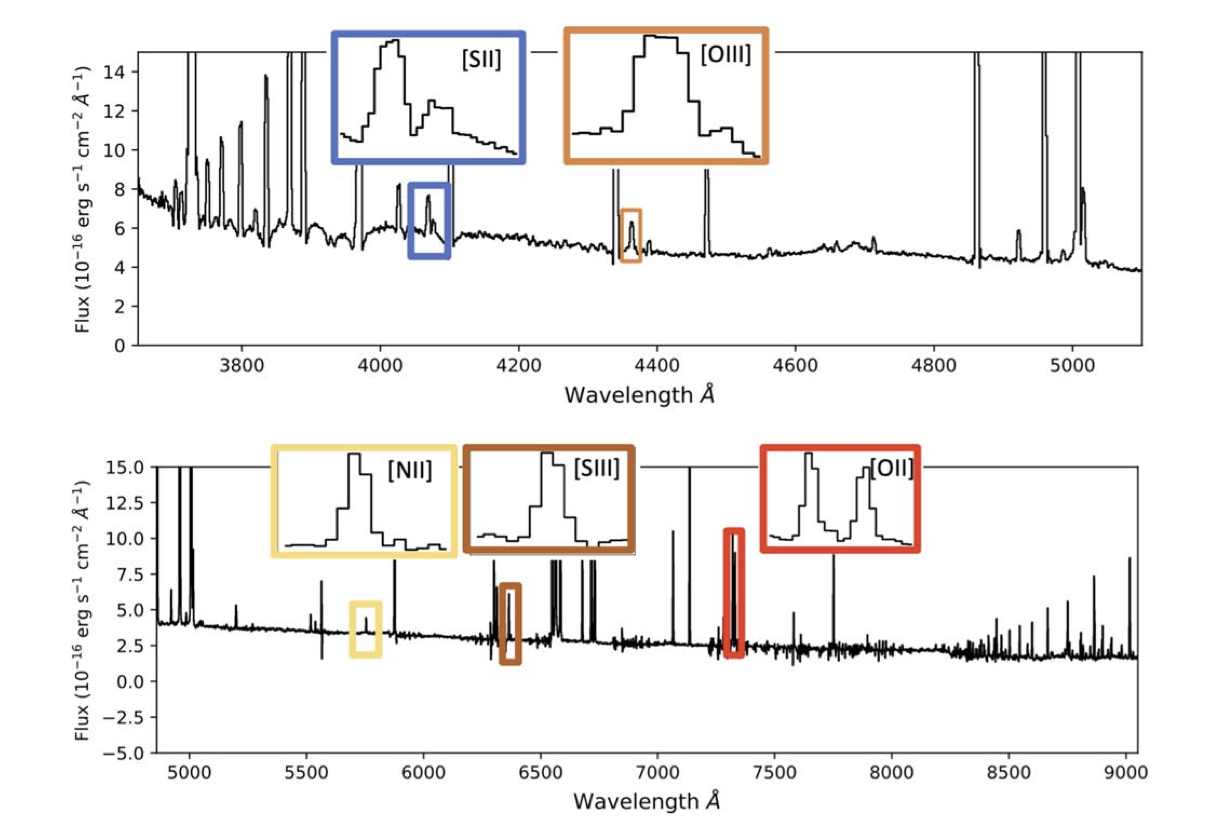 [SII]
[OIII]
14
12
10
8
6
4
2
0
Flux (10⁻¹⁶ erg s⁻¹ cm⁻² Å⁻¹)
3800 4000 4200 4400 4600 4800 5000
Wavelength Å
[NII]
[SIII]
[OII]
15.0
12.5
10.0
7.5
5.0
2.5
0.0
−2.5
−5.0
Flux (10⁻¹⁶ erg s⁻¹ cm⁻² Å⁻¹)
5000 5500 6000 6500 7000 7500 8000 8500 9000
Wavelength Å